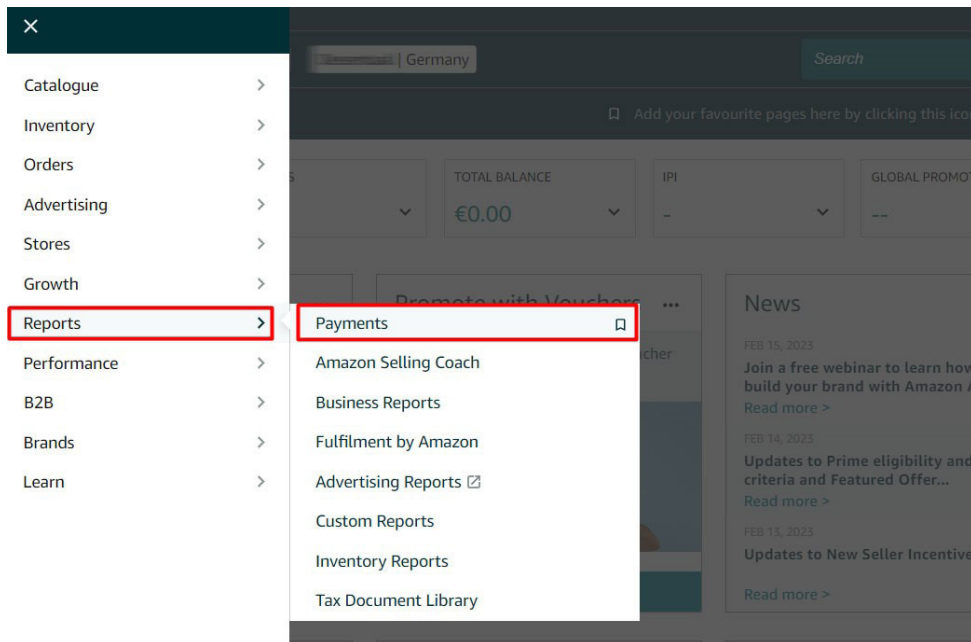 | Germany
Search
Add your favourite pages here by clicking this ico
Catalogue
Inventory
Orders
Advertising
Stores
Growth
Reports
Performance
B2B
Brands
Learn
S
TOTAL BALANCE
€0.00
IPI
-
GLOBAL PROMOT
--
Promote with Vouchers
...
cher
Payments
Amazon Selling Coach
Business Reports
Fulfilment by Amazon
Advertising Reports
Custom Reports
Inventory Reports
Tax Document Library
News
FEB 15, 2023
Join a free webinar to learn how
build your brand with Amazon A
Read more >
FEB 14, 2023
Updates to Prime eligibility and
criteria and Featured Offer...
Read more >
FEB 13, 2023
Updates to New Seller Incentive
Read more >